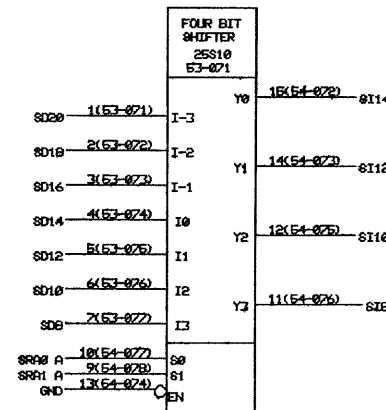 FOUR BIT
SHIFTER
25S10
53-071
Y0 15(54-072) SI14
SD20 1(53-071) I-3
SD18 2(53-072) I-2
Y1 14(54-073) SI12
SD16 3(53-073) I-1
SD14 4(53-074) I0
Y2 12(54-075) SI10
SD12 5(53-075) I1
SD10 6(53-076) I2
Y3 11(54-076) SI8
SD8 7(53-077) I3
SRA0 A 10(54-077) S0
SRA1 A 9(54-078) S1
GND 13(54-074) EN